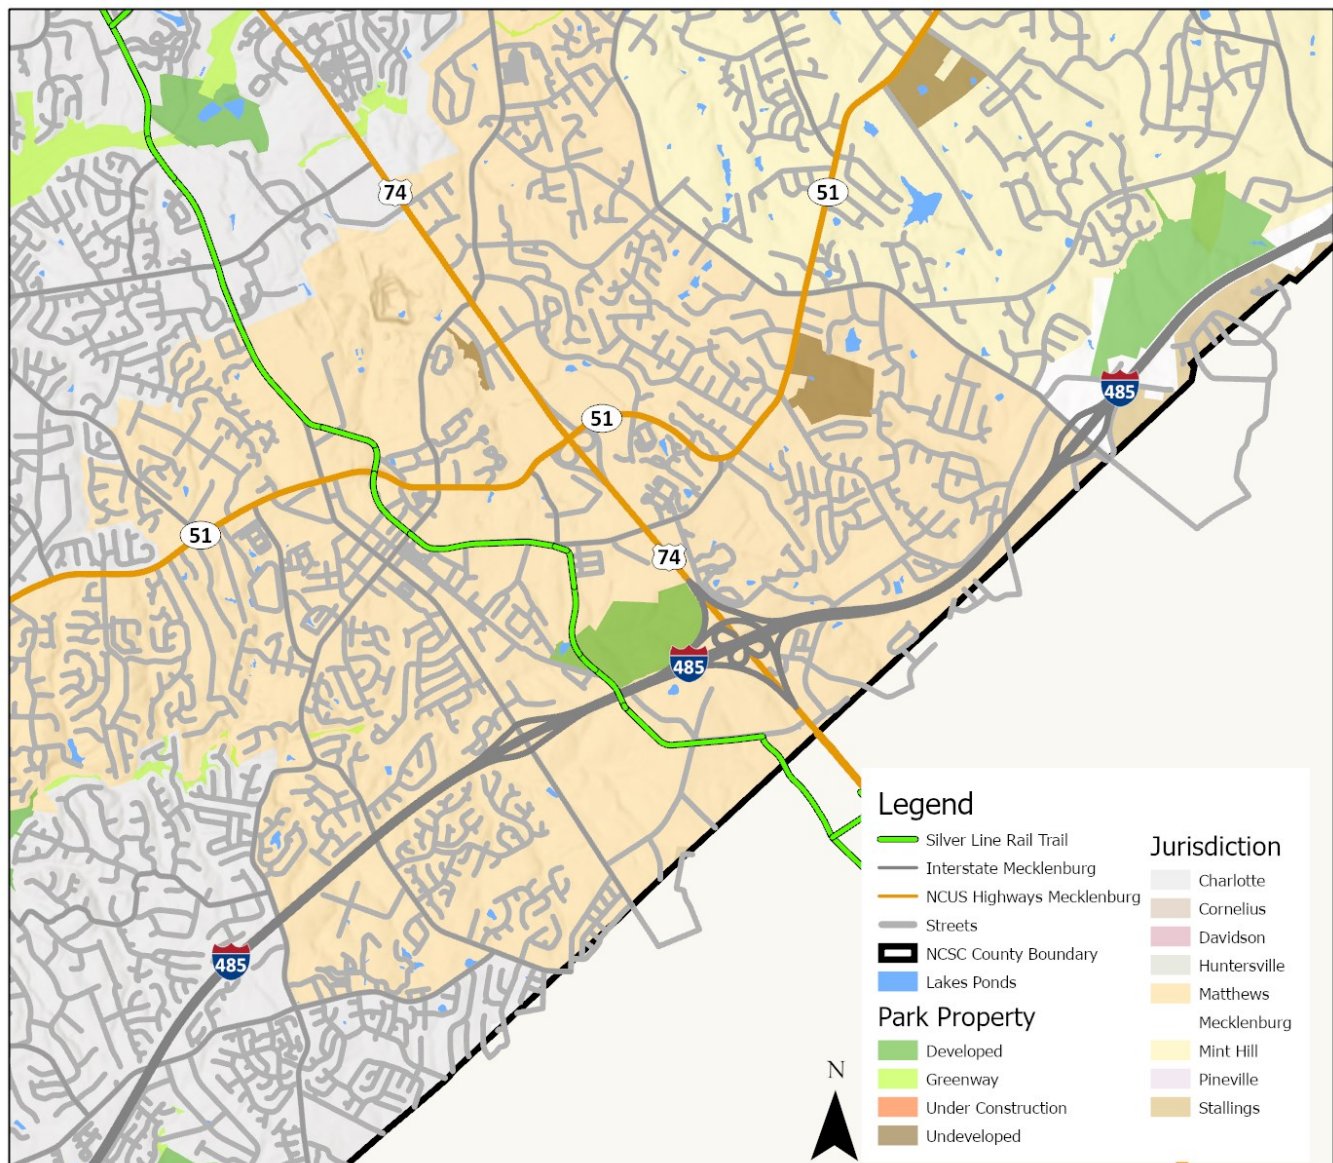 74
51
485
51
51
74
485
485
N
Legend
Silver Line Rail Trail
Interstate Mecklenburg
NCUS Highways Mecklenburg
Streets
NCSC County Boundary
Lakes Ponds
Park Property
Developed
Greenway
Under Construction
Undeveloped
Jurisdiction
Charlotte
Cornelius
Davidson
Huntersville
Matthews
Mecklenburg
Mint Hill
Pineville
Stallings